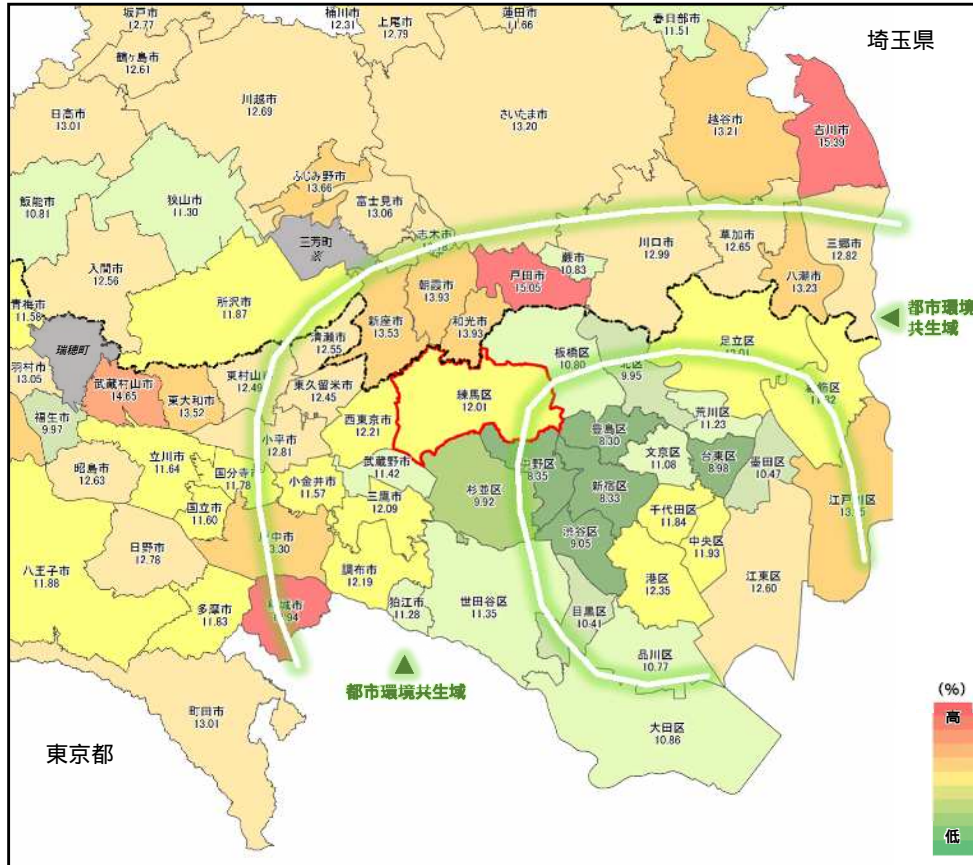 坂戸市
12.77
桶川市
12.31
上尾市
12.79
蓮田市
11.66
春日部市
11.51
埼玉県
鶴ヶ島市
12.61
川越市
12.69
さいたま市
13.20
越谷市
13.21
吉川市
15.39
日高市
13.01
ふじみ野市
13.66
飯能市
10.81
狭山市
11.30
富士見市
13.06
三芳町
※
志木市
川口市
12.99
草加市
12.65
三郷市
12.82
蕨市
10.83
入間市
12.56
戸田市
15.05
八潮市
13.23
朝霞市
13.93
所沢市
11.87
青梅市
11.58
新座市
13.53
和光市
13.93
都市環境
共生域
清瀬市
12.55
足立区
12.01
瑞穂町
板橋区
10.80
北区
9.95
羽村市
13.05
武蔵村山市
14.65
東大和市
13.52
東村山市
12.49
東久留米市
12.45
練馬区
12.01
葛飾区
福生市
9.97
西東京市
12.21
荒川区
11.23
豊島区
8.30
小平市
12.81
文京区
11.08
台東区
8.98
墨田区
10.47
昭島市
12.63
立川市
11.64
国分寺市
11.78
武蔵野市
11.42
中野区
8.35
小金井市
11.57
杉並区
9.92
新宿区
8.33
江戸川区
国立市
11.60
三鷹市
12.09
千代田区
11.84
日野市
12.78
府中市
13.30
渋谷区
9.05
中央区
11.93
八王子市
11.88
調布市
12.19
港区
12.35
江東区
12.60
多摩市
11.83
稲城市
狛江市
11.28
世田谷区
11.35
目黒区
10.41
品川区
10.77
都市環境共生域
町田市
13.01
大田区
10.86
東京都
(%)
高
低